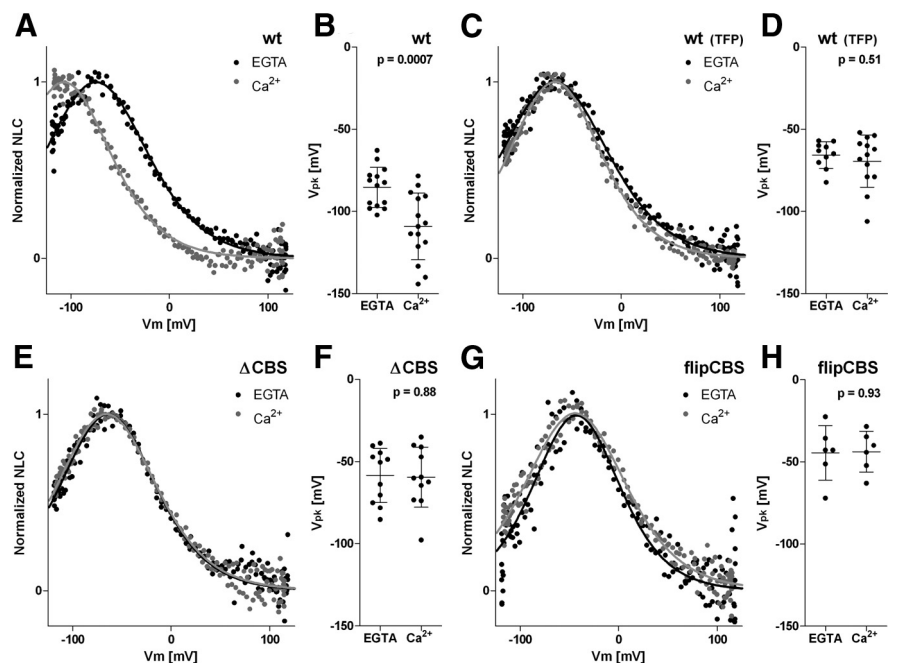 A
wt
EGTA
Ca2+
Normalized NLC
1
0
-100
0
100
Vm [mV]
B
wt
p = 0.0007
Vpk [mV]
0
-50
-100
-150
EGTA Ca2+
C
wt (TFP)
EGTA
Ca2+
Normalized NLC
1
0
-100
0
100
Vm [mV]
D
wt (TFP)
p = 0.51
Vpk [mV]
0
-50
-100
-150
EGTA Ca2+
E
ΔCBS
EGTA
Ca2+
Normalized NLC
1
0
-100
0
100
Vm [mV]
F
ΔCBS
p = 0.88
Vpk [mV]
0
-50
-100
-150
EGTA Ca2+
G
flipCBS
EGTA
Ca2+
Normalized NLC
1
0
-100
0
100
Vm [mV]
H
flipCBS
p = 0.93
Vpk [mV]
0
-50
-100
-150
EGTA Ca2+